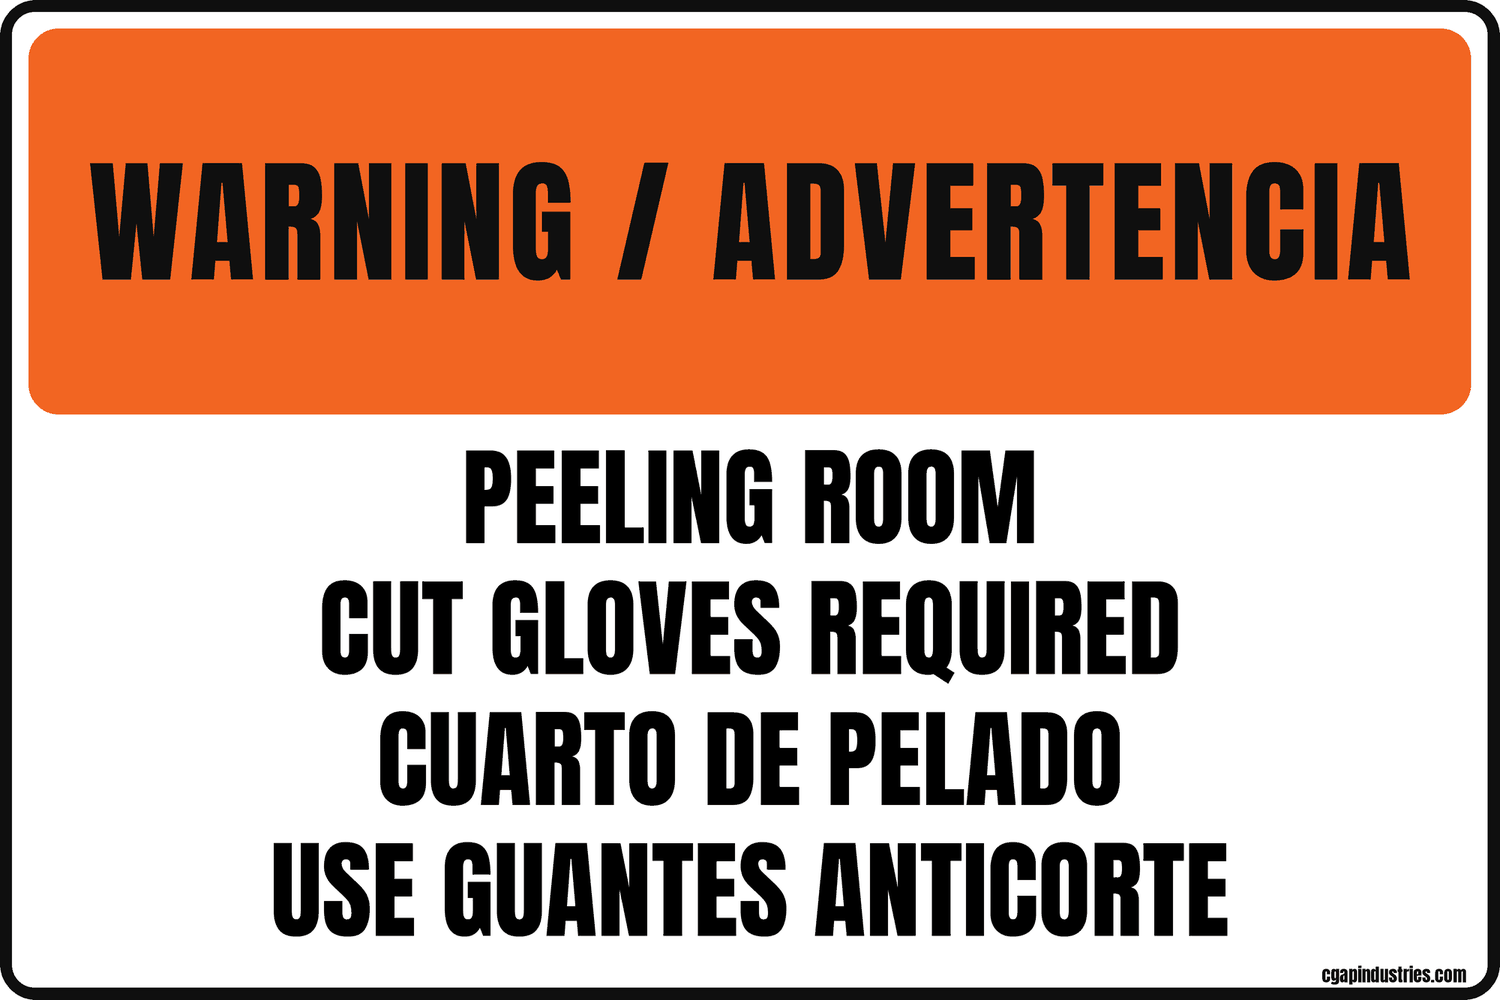 WARNING / ADVERTENCIA
PEELING ROOM
CUT GLOVES REQUIRED
CUARTO DE PELADO
USE GUANTES ANTICORTE
cgapindustries.com